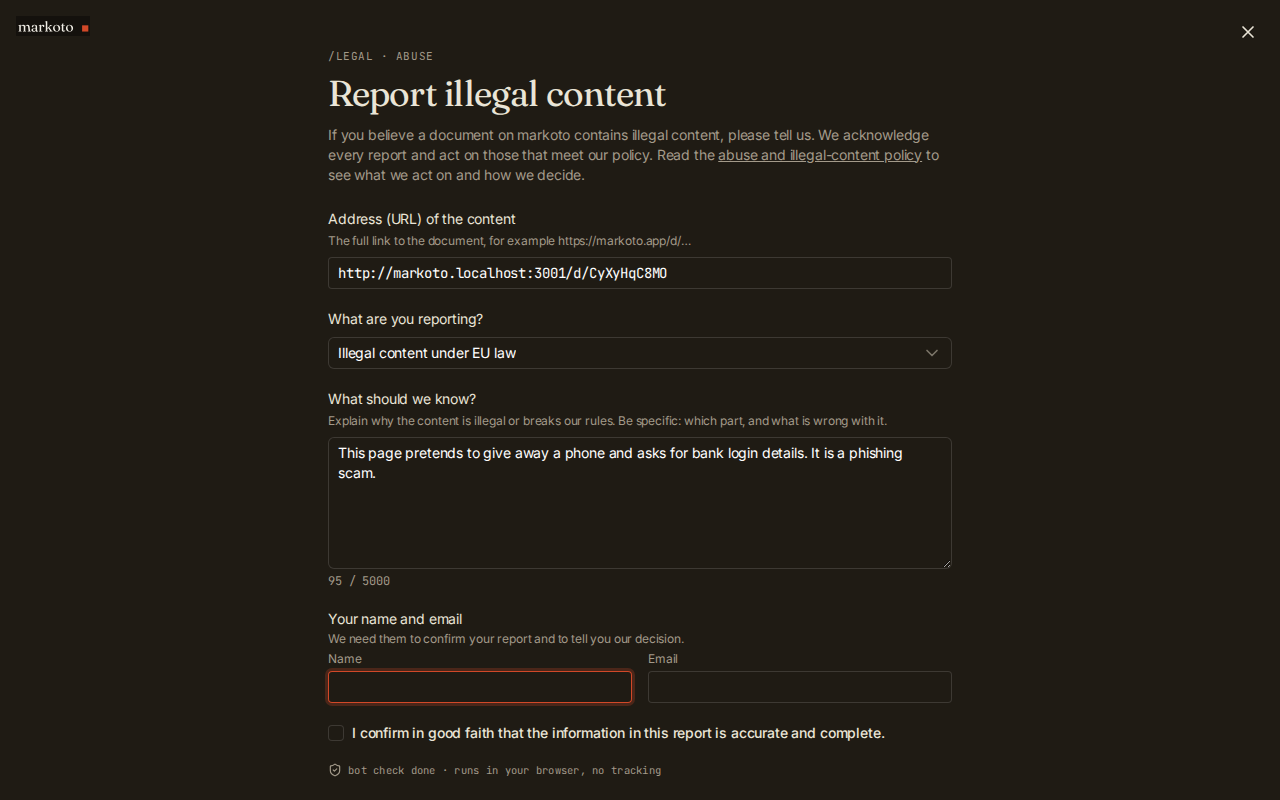 markoto
/LEGAL · ABUSE
Report illegal content
If you believe a document on markoto contains illegal content, please tell us. We acknowledge
every report and act on those that meet our policy. Read the abuse and illegal-content policy to
see what we act on and how we decide.
Address (URL) of the content
The full link to the document, for example https://markoto.app/d/…
http://markoto.localhost:3001/d/CyXyHqC8MO
What are you reporting?
Illegal content under EU law
What should we know?
Explain why the content is illegal or breaks our rules. Be specific: which part, and what is wrong with it.
This page pretends to give away a phone and asks for bank login details. It is a phishing
scam.
95 / 5000
Your name and email
We need them to confirm your report and to tell you our decision.
Name Email
I confirm in good faith that the information in this report is accurate and complete.
bot check done · runs in your browser, no tracking